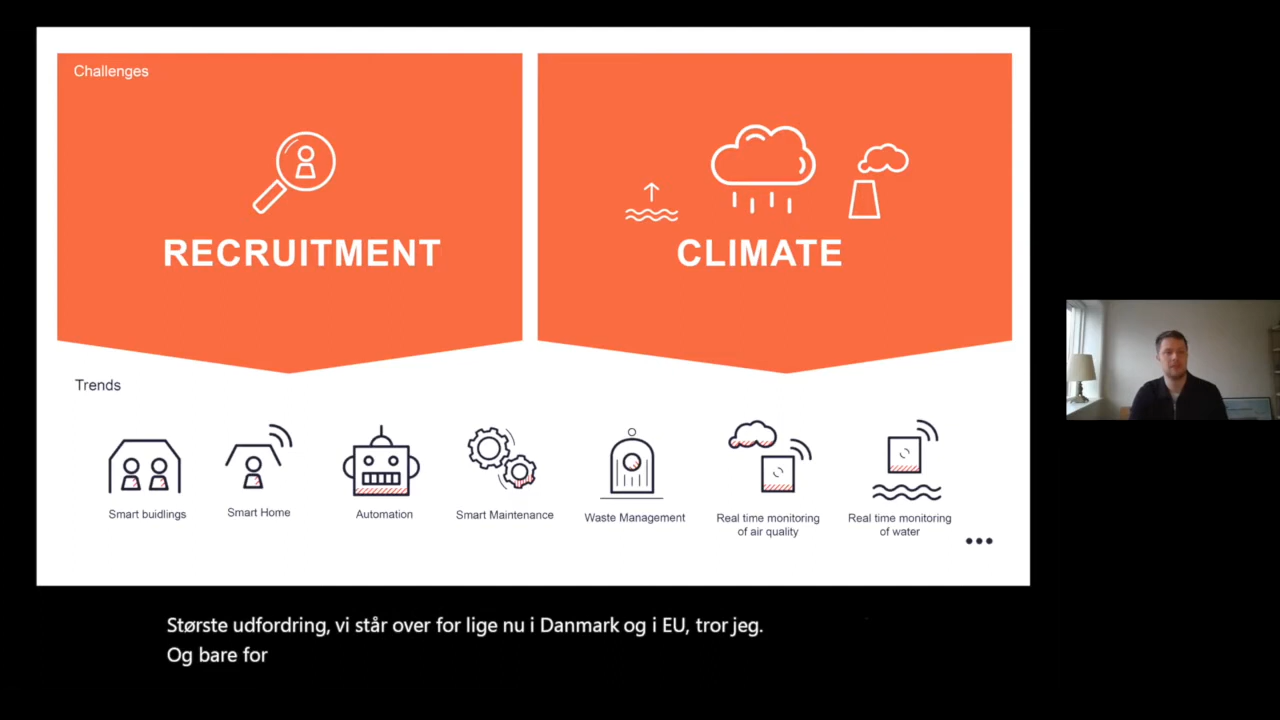 Challenges
RECRUITMENT
CLIMATE
Trends
Smart buidlings
Smart Home
Automation
Smart Maintenance
Waste Management
Real time monitoring
of air quality
Real time monitoring
of water
Største udfordring, vi står over for lige nu i Danmark og i EU, tror jeg.
Og bare for